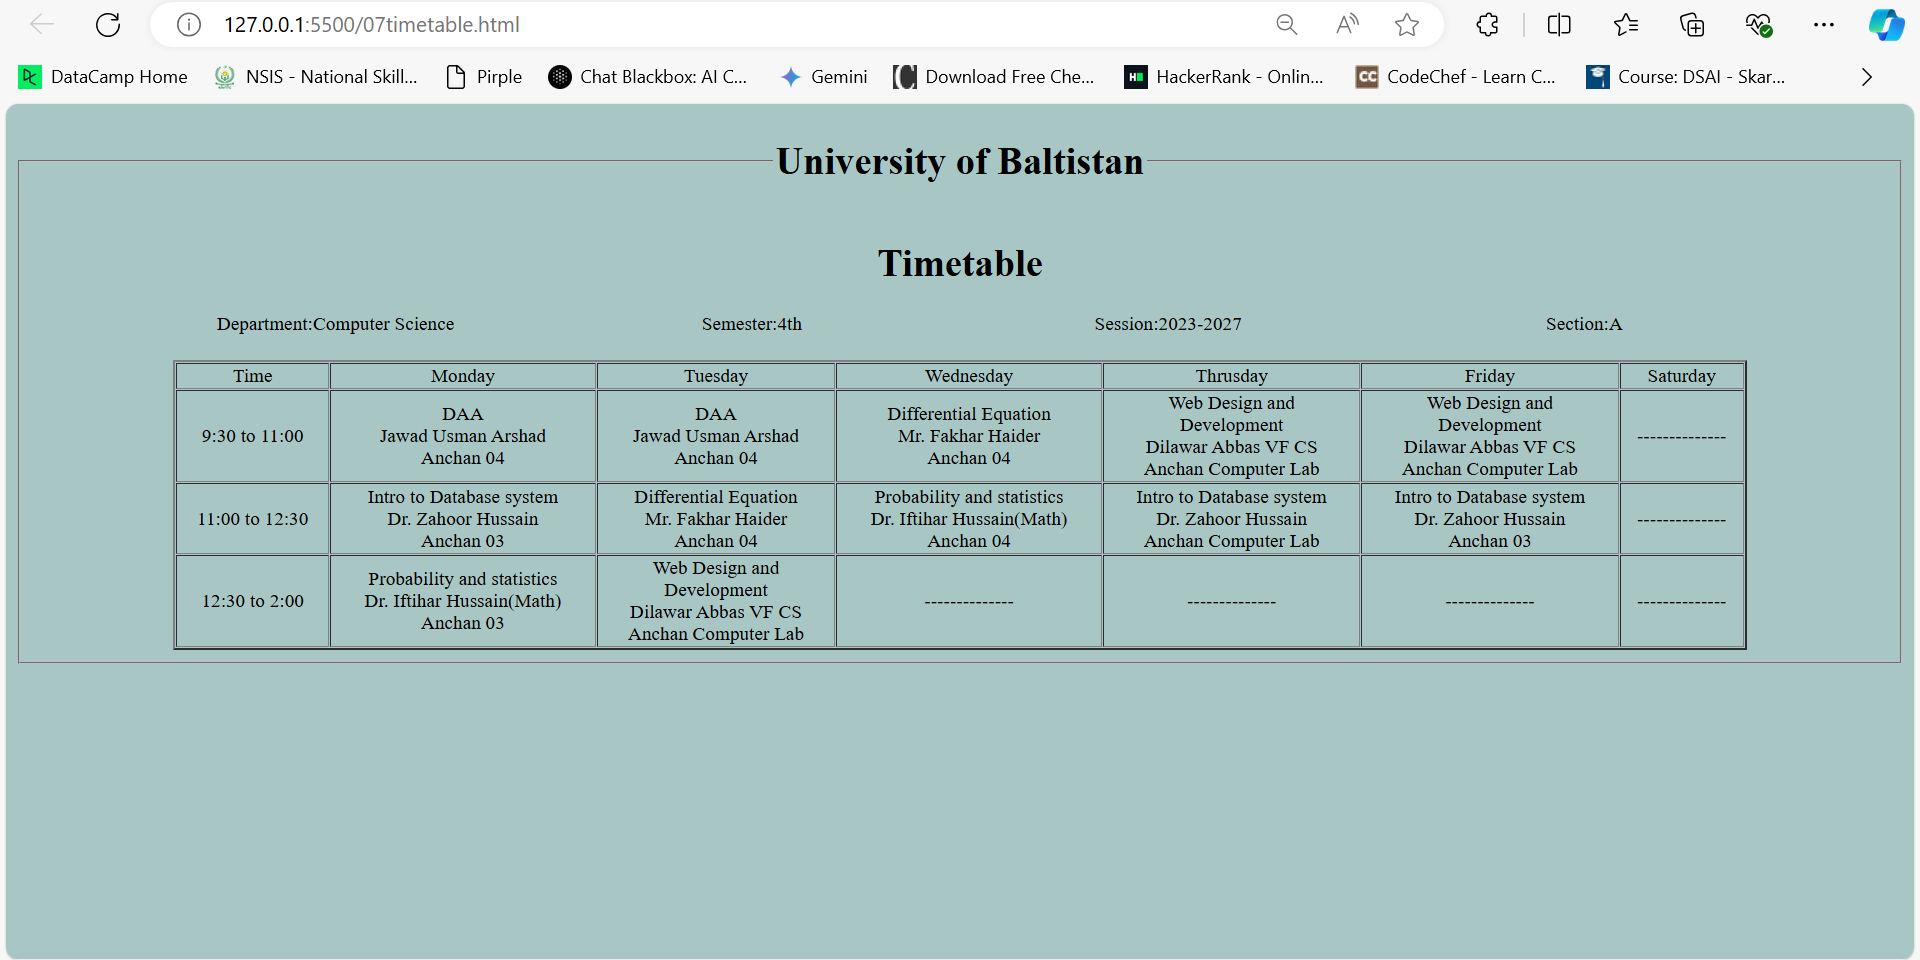 127.0.0.1:5500/07timetable.html
DataCamp Home
NSIS - National Skill...
Pirple
Chat Blackbox: AI C...
Gemini
Download Free Che...
HackerRank - Onlin...
CodeChef - Learn C...
Course: DSAI - Skar...
University of Baltistan
Timetable
Department:Computer Science
Semester:4th
Session:2023-2027
Section:A
Time
Monday
Tuesday
Wednesday
Thrusday
Friday
Saturday
9:30 to 11:00
DAA
Jawad Usman Arshad
Anchan 04
DAA
Jawad Usman Arshad
Anchan 04
Differential Equation
Mr. Fakhar Haider
Anchan 04
Web Design and
Development
Dilawar Abbas VF CS
Anchan Computer Lab
Web Design and
Development
Dilawar Abbas VF CS
Anchan Computer Lab
--------------
11:00 to 12:30
Intro to Database system
Dr. Zahoor Hussain
Anchan 03
Differential Equation
Mr. Fakhar Haider
Anchan 04
Probability and statistics
Dr. Iftihar Hussain(Math)
Anchan 04
Intro to Database system
Dr. Zahoor Hussain
Anchan Computer Lab
Intro to Database system
Dr. Zahoor Hussain
Anchan 03
--------------
12:30 to 2:00
Probability and statistics
Dr. Iftihar Hussain(Math)
Anchan 03
Web Design and
Development
Dilawar Abbas VF CS
Anchan Computer Lab
--------------
--------------
--------------
--------------